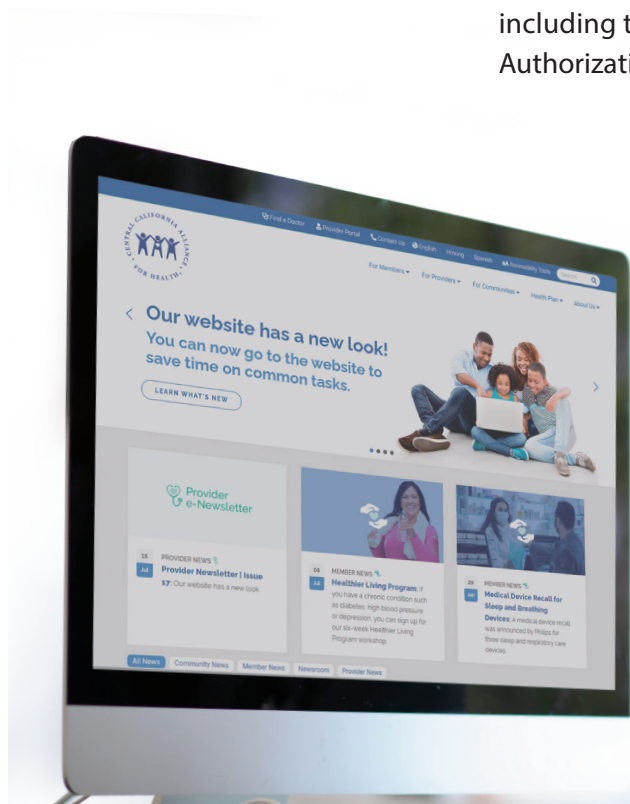 including t
Authorizati
Find a Doctor Provider Portal Contact Us English Hmong Spanish Accessibility Tools Search
CENTRAL CALIFORNIA ALLIANCE
FOR HEALTH
For Members For Providers For Communities Health Plan About Us
Our website has a new look!
You can now go to the website to
save time on common tasks.
LEARN WHAT'S NEW
Provider
e-Newsletter
PROVIDER NEWS
Jul
Provider Newsletter | Issue
17: Our website has a new look
06
MEMBER NEWS
Jul
Healthier Living Program: If
you have a chronic condition such
as diabetes, high blood pressure
or depression, you can sign up for
our six-week Healthier Living
Program workshop.
MEMBER NEWS
Medical Device Recall for
Sleep and Breathing
Devices: A medical device recall
was announced by Philips for
three sleep and respiratory care
devices.
All News Community News Member News Newsroom Provider News